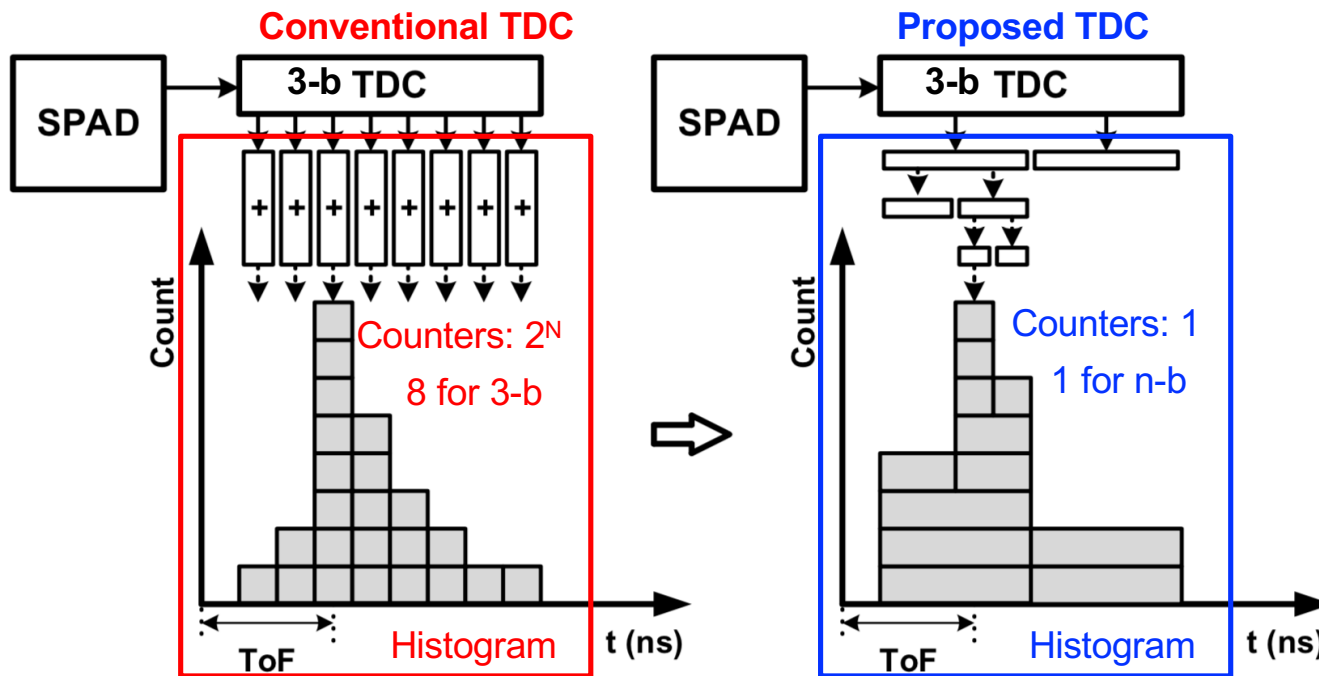 Conventional TDC
Proposed TDC
SPAD
3-b TDC
+ + + + + + + +
Count
Counters: 2ᴺ
8 for 3-b
ToF
Histogram
t (ns)
SPAD
3-b TDC
Count
Counters: 1
1 for n-b
ToF
Histogram
t (ns)